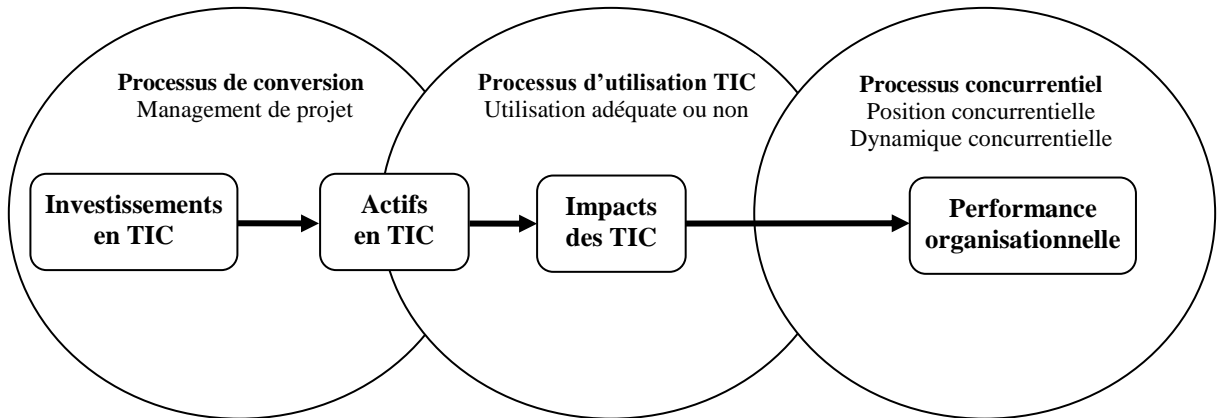 Processus de conversion
Management de projet
Processus d’utilisation TIC
Utilisation adéquate ou non
Processus concurrentiel
Position concurrentielle
Dynamique concurrentielle
Investissements
en TIC
Actifs
en TIC
Impacts
des TIC
Performance
organisationnelle